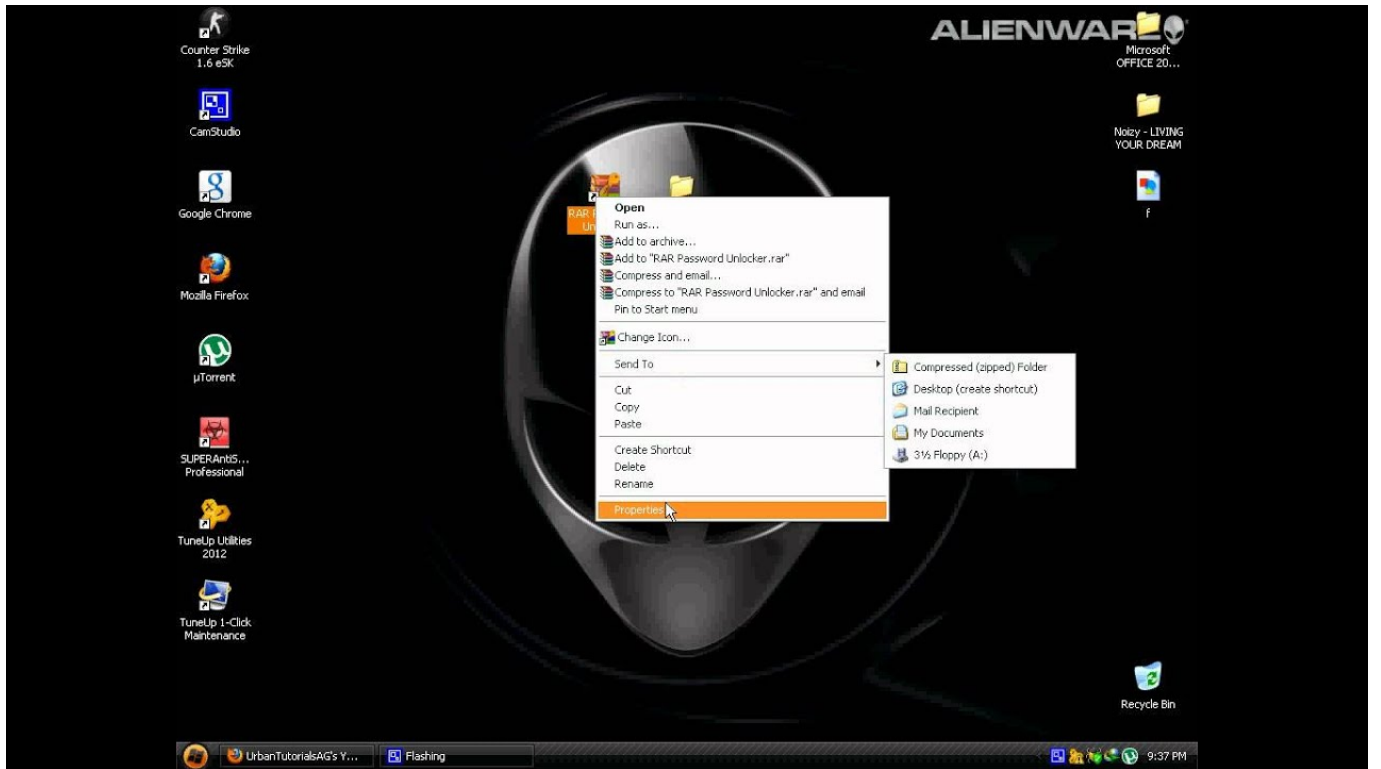 Counter Strike
1.6 eSK
CamStudio
Google Chrome
Mozilla Firefox
µTorrent
SUPERAntiS...
Professional
TuneUp Utilities
2012
TuneUp 1-Click
Maintenance
ALIENWAR
Microsoft
OFFICE 20...
Noizy - LIVING
YOUR DREAM
f
Recycle Bin
RAR
Un
Open
Run as...
Add to archive...
Add to "RAR Password Unlocker.rar"
Compress and email...
Compress to "RAR Password Unlocker.rar" and email
Pin to Start menu
Change Icon...
Send To
Cut
Copy
Paste
Create Shortcut
Delete
Rename
Properties
Compressed (zipped) Folder
Desktop (create shortcut)
Mail Recipient
My Documents
3½ Floppy (A:)
UrbanTutorialsAG's Y...
Flashing
9:37 PM